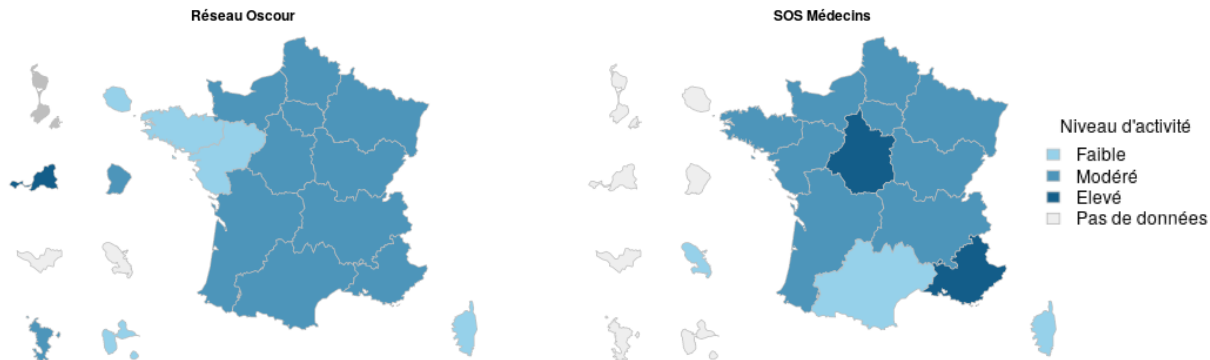 Réseau Oscour
SOS Médecins
Niveau d'activité
Faible
Modéré
Elevé
Pas de données